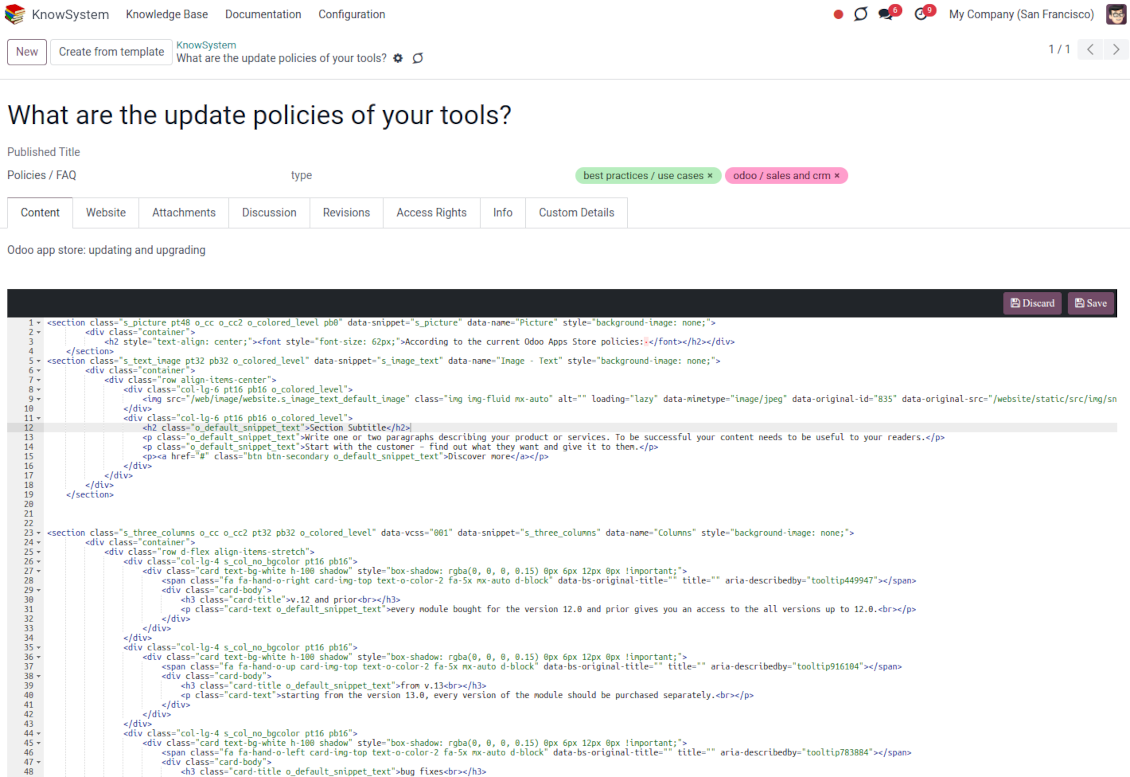 KnowSystem Knowledge Base Documentation Configuration 6 9 My Company (San Francisco)
New Create from template KnowSystem 1 / 1
What are the update policies of your tools?
What are the update policies of your tools?
Published Title
Policies / FAQ type best practices / use cases × odoo / sales and crm ×
Content Website Attachments Discussion Revisions Access Rights Info Custom Details
Odoo app store: updating and upgrading
Discard Save
1 <section class="s_picture pt48 o_cc o_cc2 o_colored_level pb0" data-snippet="s_picture" data-name="Picture" style="background-image: none;">
2 <div class="container">
3 <h2 style="text-align: center;"><font style="font-size: 62px;">According to the current Odoo Apps Store policies:-</font></h2></div>
4 </section>
5 <section class="s_text_image pt32 pb32 o_colored_level" data-snippet="s_image_text" data-name="Image - Text" style="background-image: none;">
6 <div class="container">
7 <div class="row align-items-center">
8 <div class="col-lg-6 pt16 pb16 o_colored_level">
9 <img src="/web/image/website.s_image_text_default_image" class="img img-fluid mx-auto" alt="" loading="lazy" data-mimetype="image/jpeg" data-original-id="835" data-original-src="/website/static/src/img/sn
10 </div>
11 <div class="col-lg-6 pt16 pb16 o_colored_level">
12 <h2 class="o_default_snippet_text">Section Subtitle</h2>
13 <p class="o_default_snippet_text">Write one or two paragraphs describing your product or services. To be successful your content needs to be useful to your readers.</p>
14 <p class="o_default_snippet_text">Start with the customer – find out what they want and give it to them.</p>
15 <p><a href="#" class="btn btn-secondary o_default_snippet_text">Discover more</a></p>
16 </div>
17 </div>
18 </div>
19 </section>
20
21
22
23 <section class="s_three_columns o_cc o_cc2 pt32 pb32 o_colored_level" data-vcss="001" data-snippet="s_three_columns" data-name="Columns" style="background-image: none;">
24 <div class="container">
25 <div class="row d-flex align-items-stretch">
26 <div class="col-lg-4 s_col_no_bgcolor pt16 pb16">
27 <div class="card text-bg-white h-100 shadow" style="box-shadow: rgba(0, 0, 0, 0.15) 0px 6px 12px 0px !important;">
28 <span class="fa fa-hand-o-right card-img-top text-o-color-2 fa-5x mx-auto d-block" data-bs-original-title="" title="" aria-describedby="tooltip449947"></span>
29 <div class="card-body">
30 <h3 class="card-title">v.12 and prior<br></h3>
31 <p class="card-text o_default_snippet_text">every module bought for the version 12.0 and prior gives you an access to the all versions up to 12.0.<br></p>
32 </div>
33 </div>
34 </div>
35 <div class="col-lg-4 s_col_no_bgcolor pt16 pb16">
36 <div class="card text-bg-white h-100 shadow" style="box-shadow: rgba(0, 0, 0, 0.15) 0px 6px 12px 0px !important;">
37 <span class="fa fa-hand-o-up card-img-top text-o-color-2 fa-5x mx-auto d-block" data-bs-original-title="" title="" aria-describedby="tooltip916104"></span>
38 <div class="card-body">
39 <h3 class="card-title o_default_snippet_text">from v.13<br></h3>
40 <p class="card-text">starting from the version 13.0, every version of the module should be purchased separately.<br></p>
41 </div>
42 </div>
43 </div>
44 <div class="col-lg-4 s_col_no_bgcolor pt16 pb16">
45 <div class="card text-bg-white h-100 shadow" style="box-shadow: rgba(0, 0, 0, 0.15) 0px 6px 12px 0px !important;">
46 <span class="fa fa-hand-o-left card-img-top text-o-color-2 fa-5x mx-auto d-block" data-bs-original-title="" title="" aria-describedby="tooltip783884"></span>
47 <div class="card-body">
48 <h3 class="card-title o_default_snippet_text">bug fixes<br></h3>